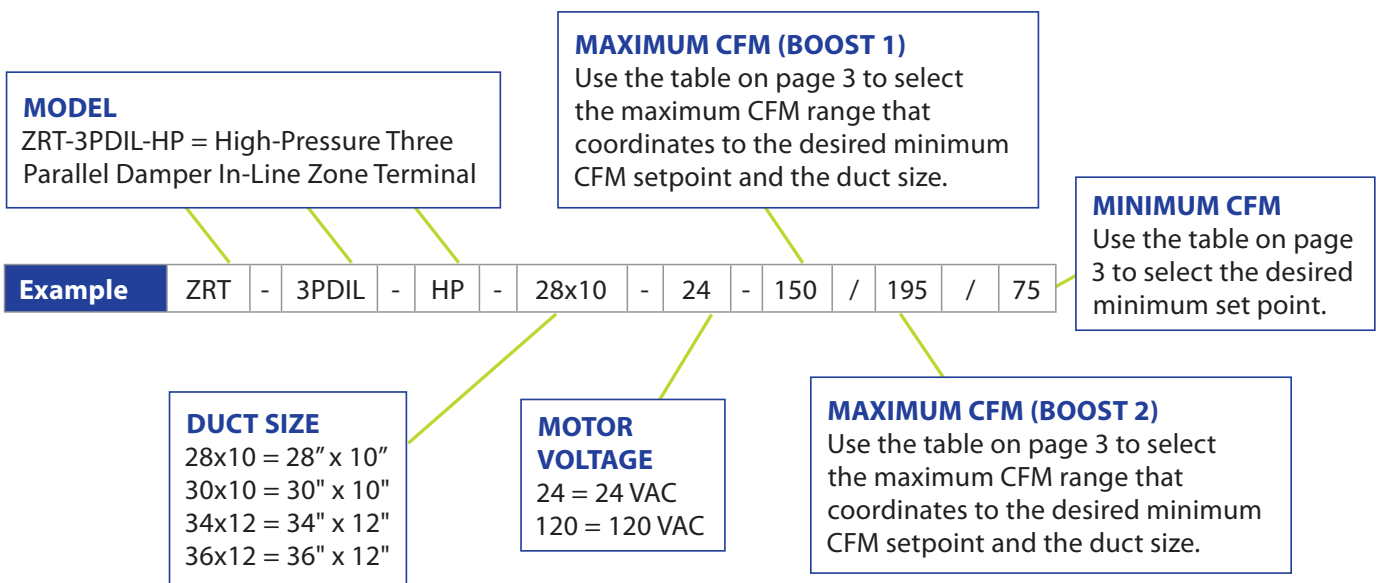 MAXIMUM CFM (BOOST 1)
Use the table on page 3 to select
the maximum CFM range that
coordinates to the desired minimum
CFM setpoint and the duct size.
MODEL
ZRT-3PDIL-HP = High-Pressure Three
Parallel Damper In-Line Zone Terminal
MINIMUM CFM
Use the table on page
3 to select the desired
minimum set point.
Example ZRT - 3PDIL - HP - 28x10 - 24 - 150 / 195 / 75
DUCT SIZE
28x10 = 28” x 10”
30x10 = 30" x 10"
34x12 = 34" x 12"
36x12 = 36" x 12"
MOTOR
VOLTAGE
24 = 24 VAC
120 = 120 VAC
MAXIMUM CFM (BOOST 2)
Use the table on page 3 to select
the maximum CFM range that
coordinates to the desired minimum
CFM setpoint and the duct size.